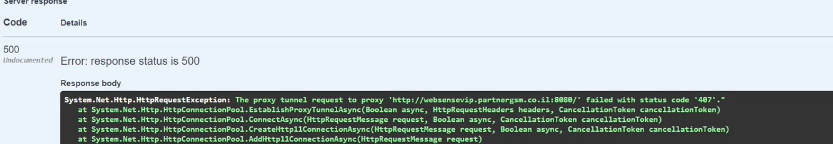 Server response
Code Details
500
Undocumented
Error: response status is 500
Response body
System.Net.Http.HttpRequestException: The proxy tunnel request to proxy 'http://websensevip.partnergsm.co.il:8080/' failed with status code '407'."
at System.Net.Http.HttpConnectionPool.EstablishProxyTunnelAsync(Boolean async, HttpRequestHeaders headers, CancellationToken cancellationToken)
at System.Net.Http.HttpConnectionPool.ConnectAsync(HttpRequestMessage request, Boolean async, CancellationToken cancellationToken)
at System.Net.Http.HttpConnectionPool.CreateHttp11ConnectionAsync(HttpRequestMessage request, Boolean async, CancellationToken cancellationToken)
at System.Net.Http.HttpConnectionPool.AddHttp11ConnectionAsync(HttpRequestMessage request)